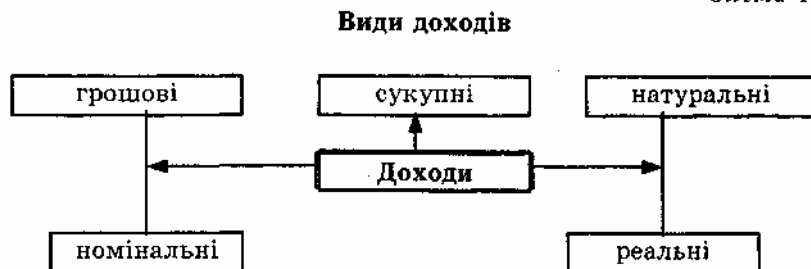 Види доходів
грошові сукупні натуральні
Доходи
номінальні реальні